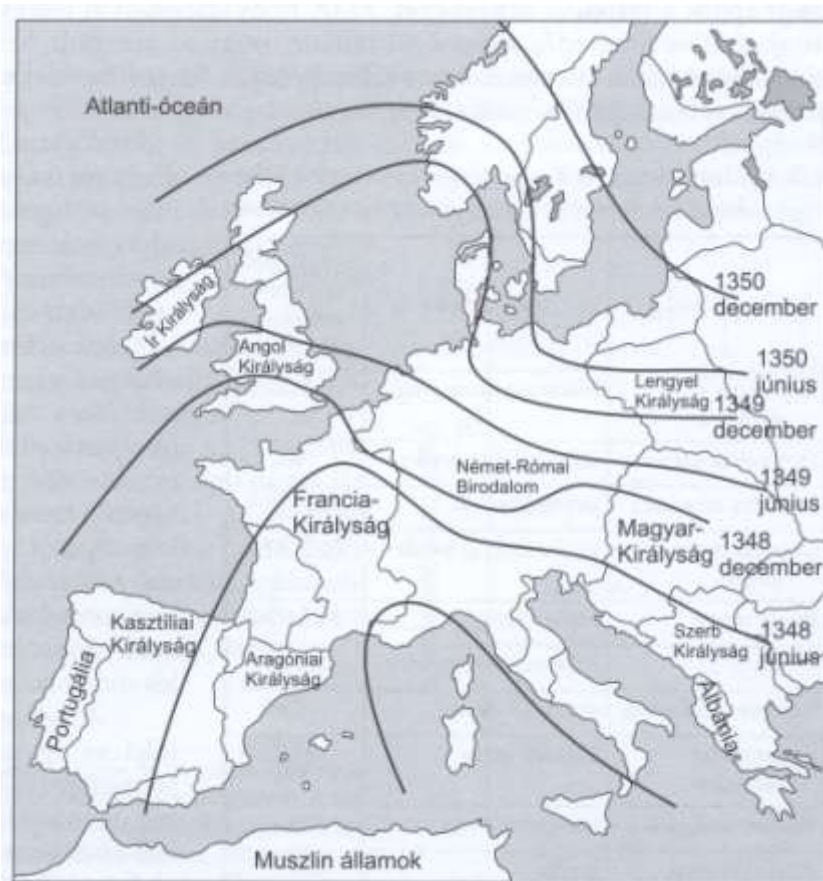 Atlanti-óceán
Ír Királyság
Angol
Királyság
1350
december
1350
június
Lengyel
Királyság
1349
december
Német-Római
Birodalom
1349
június
Francia-
Királyság
Magyar-
Királyság
1348
december
Kasztíliai
Királyság
Portugália
Aragóniai
Királyság
Szerb
Királyság
1348
június
Albánia
Muszlin államok